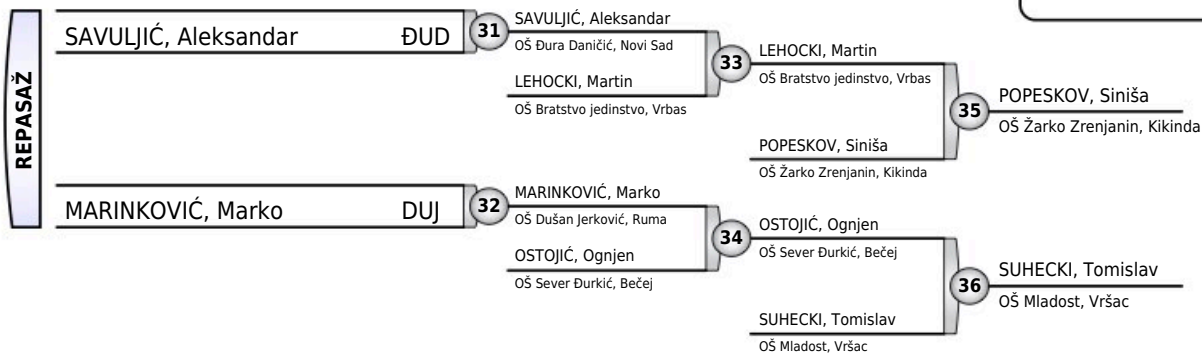 REPASAŽ
SAVULJIĆ, Aleksandar ĐUD
31
SAVULJIĆ, Aleksandar
OŠ Đura Daničić, Novi Sad
LEHOCKI, Martin
OŠ Bratstvo jedinstvo, Vrbas
33
LEHOCKI, Martin
OŠ Bratstvo jedinstvo, Vrbas
POPESKOV, Siniša
OŠ Žarko Zrenjanin, Kikinda
35
POPESKOV, Siniša
OŠ Žarko Zrenjanin, Kikinda
MARINKOVIĆ, Marko DUJ
32
MARINKOVIĆ, Marko
OŠ Dušan Jerković, Ruma
OSTOJIĆ, Ognjen
OŠ Sever Đurkić, Bečej
34
OSTOJIĆ, Ognjen
OŠ Sever Đurkić, Bečej
SUHECKI, Tomislav
OŠ Mladost, Vršac
36
SUHECKI, Tomislav
OŠ Mladost, Vršac